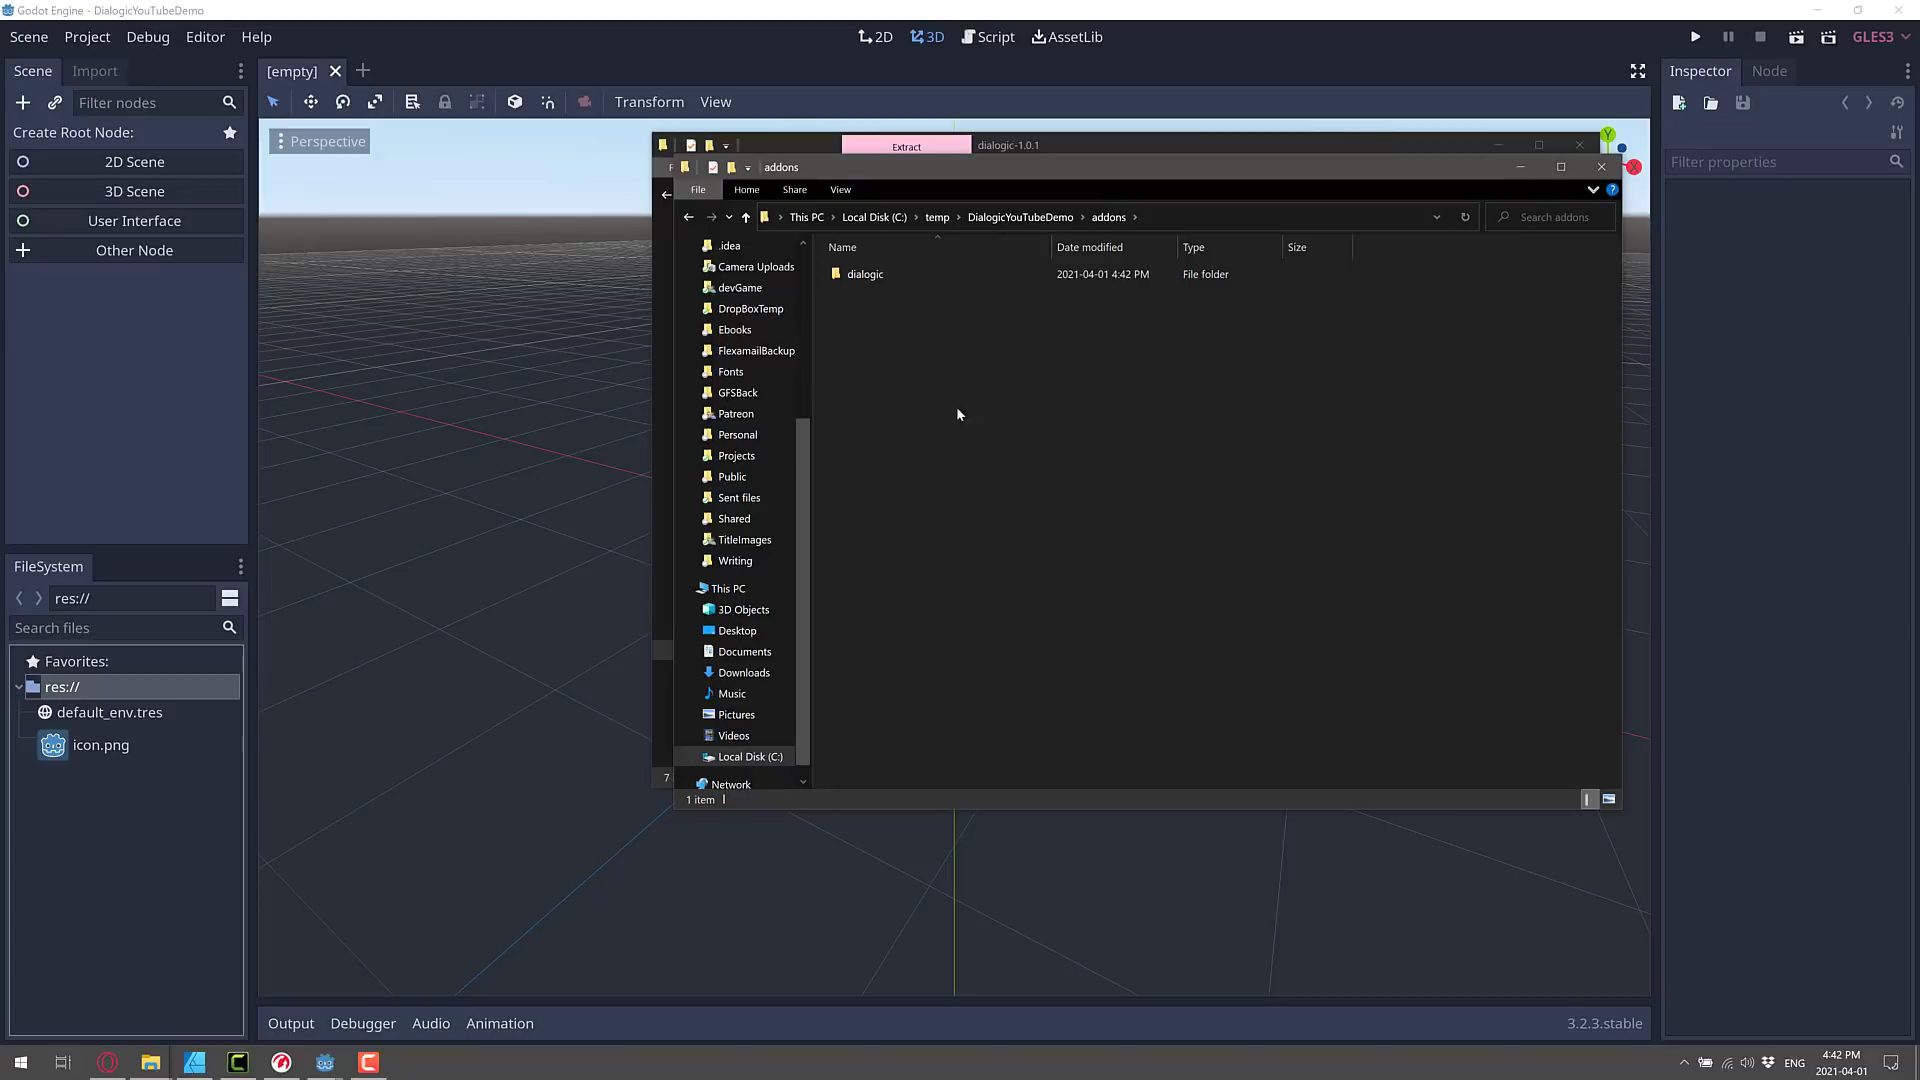 Godot Engine - DialogicYouTubeDemo
Scene Project Debug Editor Help
2D 3D Script AssetLib
GLES3
Scene Import
[empty]
Inspector Node
Filter nodes
Transform View
Create Root Node:
2D Scene
3D Scene
User Interface
Other Node
Perspective
Filter properties
Extract
dialogic-1.0.1
addons
File Home Share View
This PC Local Disk (C:) temp DialogicYouTubeDemo addons
Search addons
Name Date modified Type Size
dialogic 2021-04-01 4:42 PM File folder
.idea
Camera Uploads
devGame
DropBoxTemp
Ebooks
FlexamailBackup
Fonts
GFSBack
Patreon
Personal
Projects
Public
Sent files
Shared
TitleImages
Writing
This PC
3D Objects
Desktop
Documents
Downloads
Music
Pictures
Videos
Local Disk (C:)
Network
7
1 item
Y
X
FileSystem
res://
Search files
Favorites:
res://
default_env.tres
icon.png
Output Debugger Audio Animation
3.2.3.stable
ENG
4:42 PM
2021-04-01